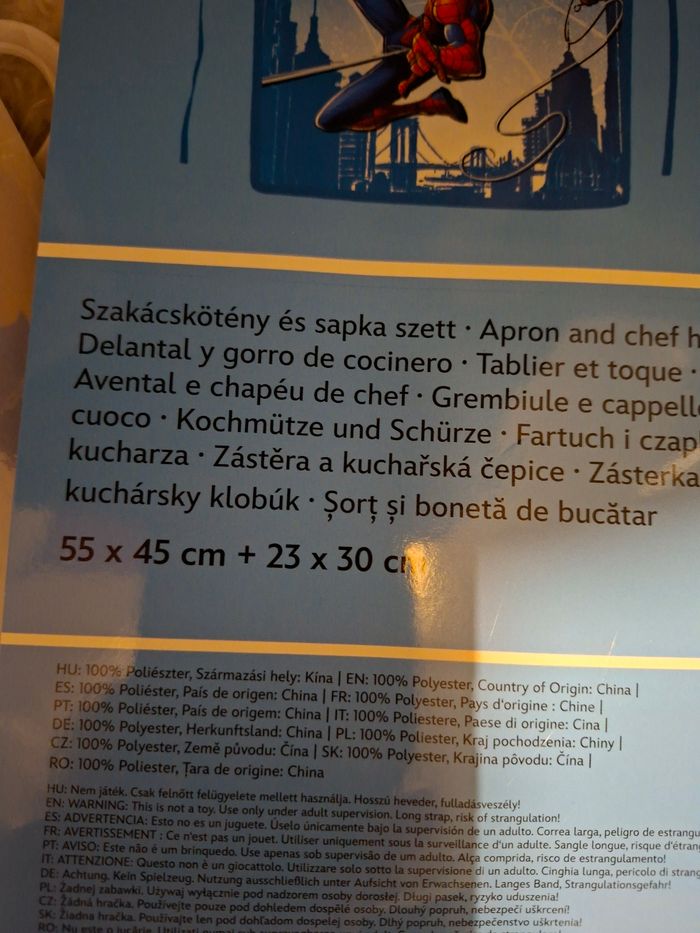 Szakácskötény és sapka szett · Apron and chef h
Delantal y gorro de cocinero · Tablier et toque ·
Avental e chapéu de chef · Grembiule e cappell
cuoco · Kochmütze und Schürze · Fartuch i czap
kucharza · Zástěra a kuchařská čepice · Zásterka
kuchársky klobúk · Șorț și bonetă de bucătar
55 x 45 cm + 23 x 30 cm
HU: 100% Poliészter, Származási hely: Kína | EN: 100% Polyester, Country of Origin: China |
ES: 100% Poliéster, País de origen: China | FR: 100% Polyester, Pays d'origine : Chine |
PT: 100% Poliéster, País de origem: China | IT: 100% Poliestere, Paese di origine: Cina |
DE: 100% Polyester, Herkunftsland: China | PL: 100% Poliester, Kraj pochodzenia: Chiny |
CZ: 100% Polyester, Země původu: Čína | SK: 100% Polyester, Krajina pôvodu: Čína |
RO: 100% Poliester, Țara de origine: China
HU: Nem játék. Csak felnőtt felügyelete mellett használja. Hosszú heveder, fulladásveszély!
EN: WARNING: This is not a toy. Use only under adult supervision. Long strap, risk of strangulation!
ES: ADVERTENCIA: Esto no es un juguete. Úselo únicamente bajo la supervisión de un adulto. Correa larga, peligro de estrangu
FR: AVERTISSEMENT : Ce n'est pas un jouet. Utiliser uniquement sous la surveillance d'un adulte. Sangle longue, risque d'étran
PT: AVISO: Este não é um brinquedo. Use apenas sob supervisão de um adulto. Alça comprida, risco de estrangulamento!
IT: ATTENZIONE: Questo non è un giocattolo. Utilizzare solo sotto la supervisione di un adulto. Cinghia lunga, pericolo di strang
DE: Achtung. Kein Spielzeug. Nutzung ausschließlich unter Aufsicht von Erwachsenen. Langes Band, Strangulationsgefahr!
PL: Żadnej zabawki. Używaj wyłącznie pod nadzorem osoby dorosłej. Długi pasek, ryzyko uduszenia!
CZ: Žádná hračka. Používejte pouze pod dohledem dospělé osoby. Dlouhý popruh, nebezpečí uškrcení!
SK: Žiadna hračka. Používajte len pod dohľadom dospelej osoby. Dlhý popruh, nebezpečenstvo uškrtenia!
RO: Nu este o jucărie. Utilizați numai sub